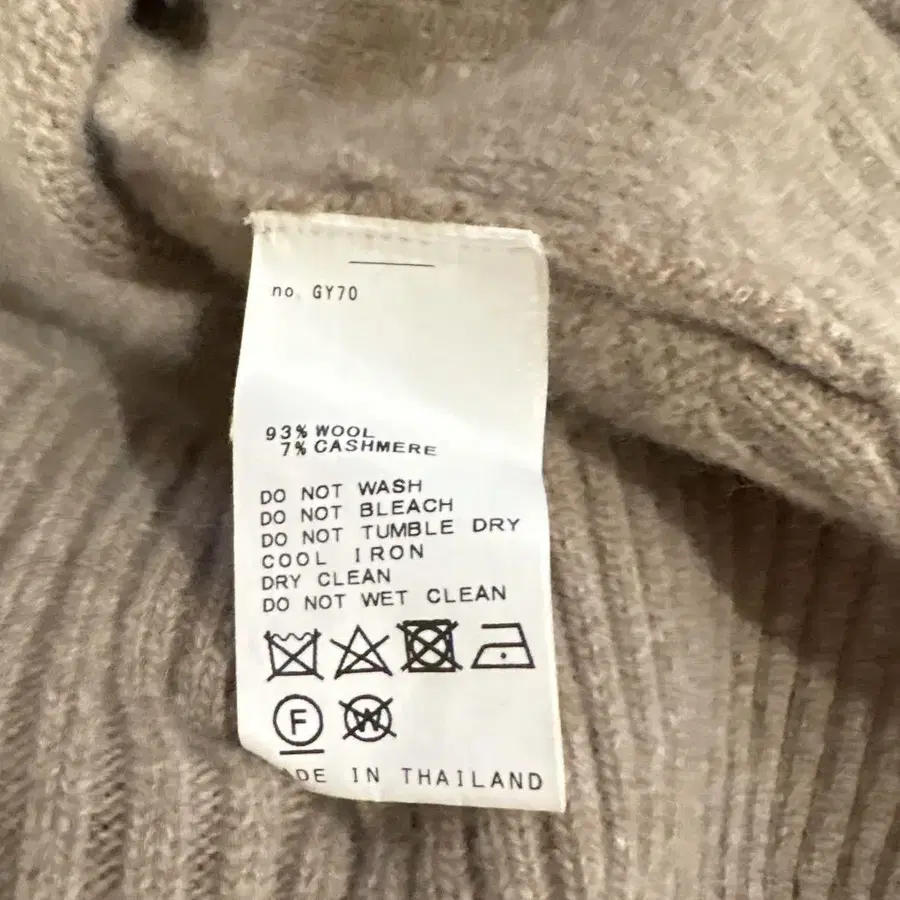 no. GY70
93% WOOL
7% CASHMERE
DO NOT WASH
DO NOT BLEACH
DO NOT TUMBLE DRY
COOL IRON
DRY CLEAN
DO NOT WET CLEAN
F W
ADE IN THAILAND